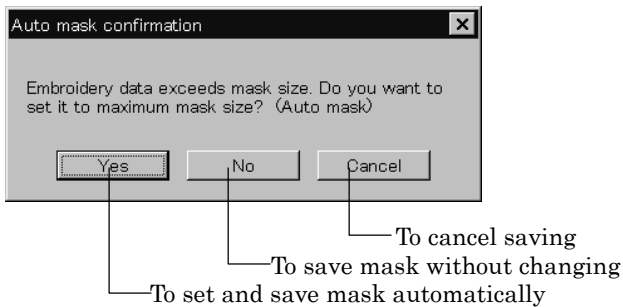 Auto mask confirmation
Embroidery data exceeds mask size. Do you want to
set it to maximum mask size? (Auto mask)
Yes No Cancel
To cancel saving
To save mask without changing
To set and save mask automatically